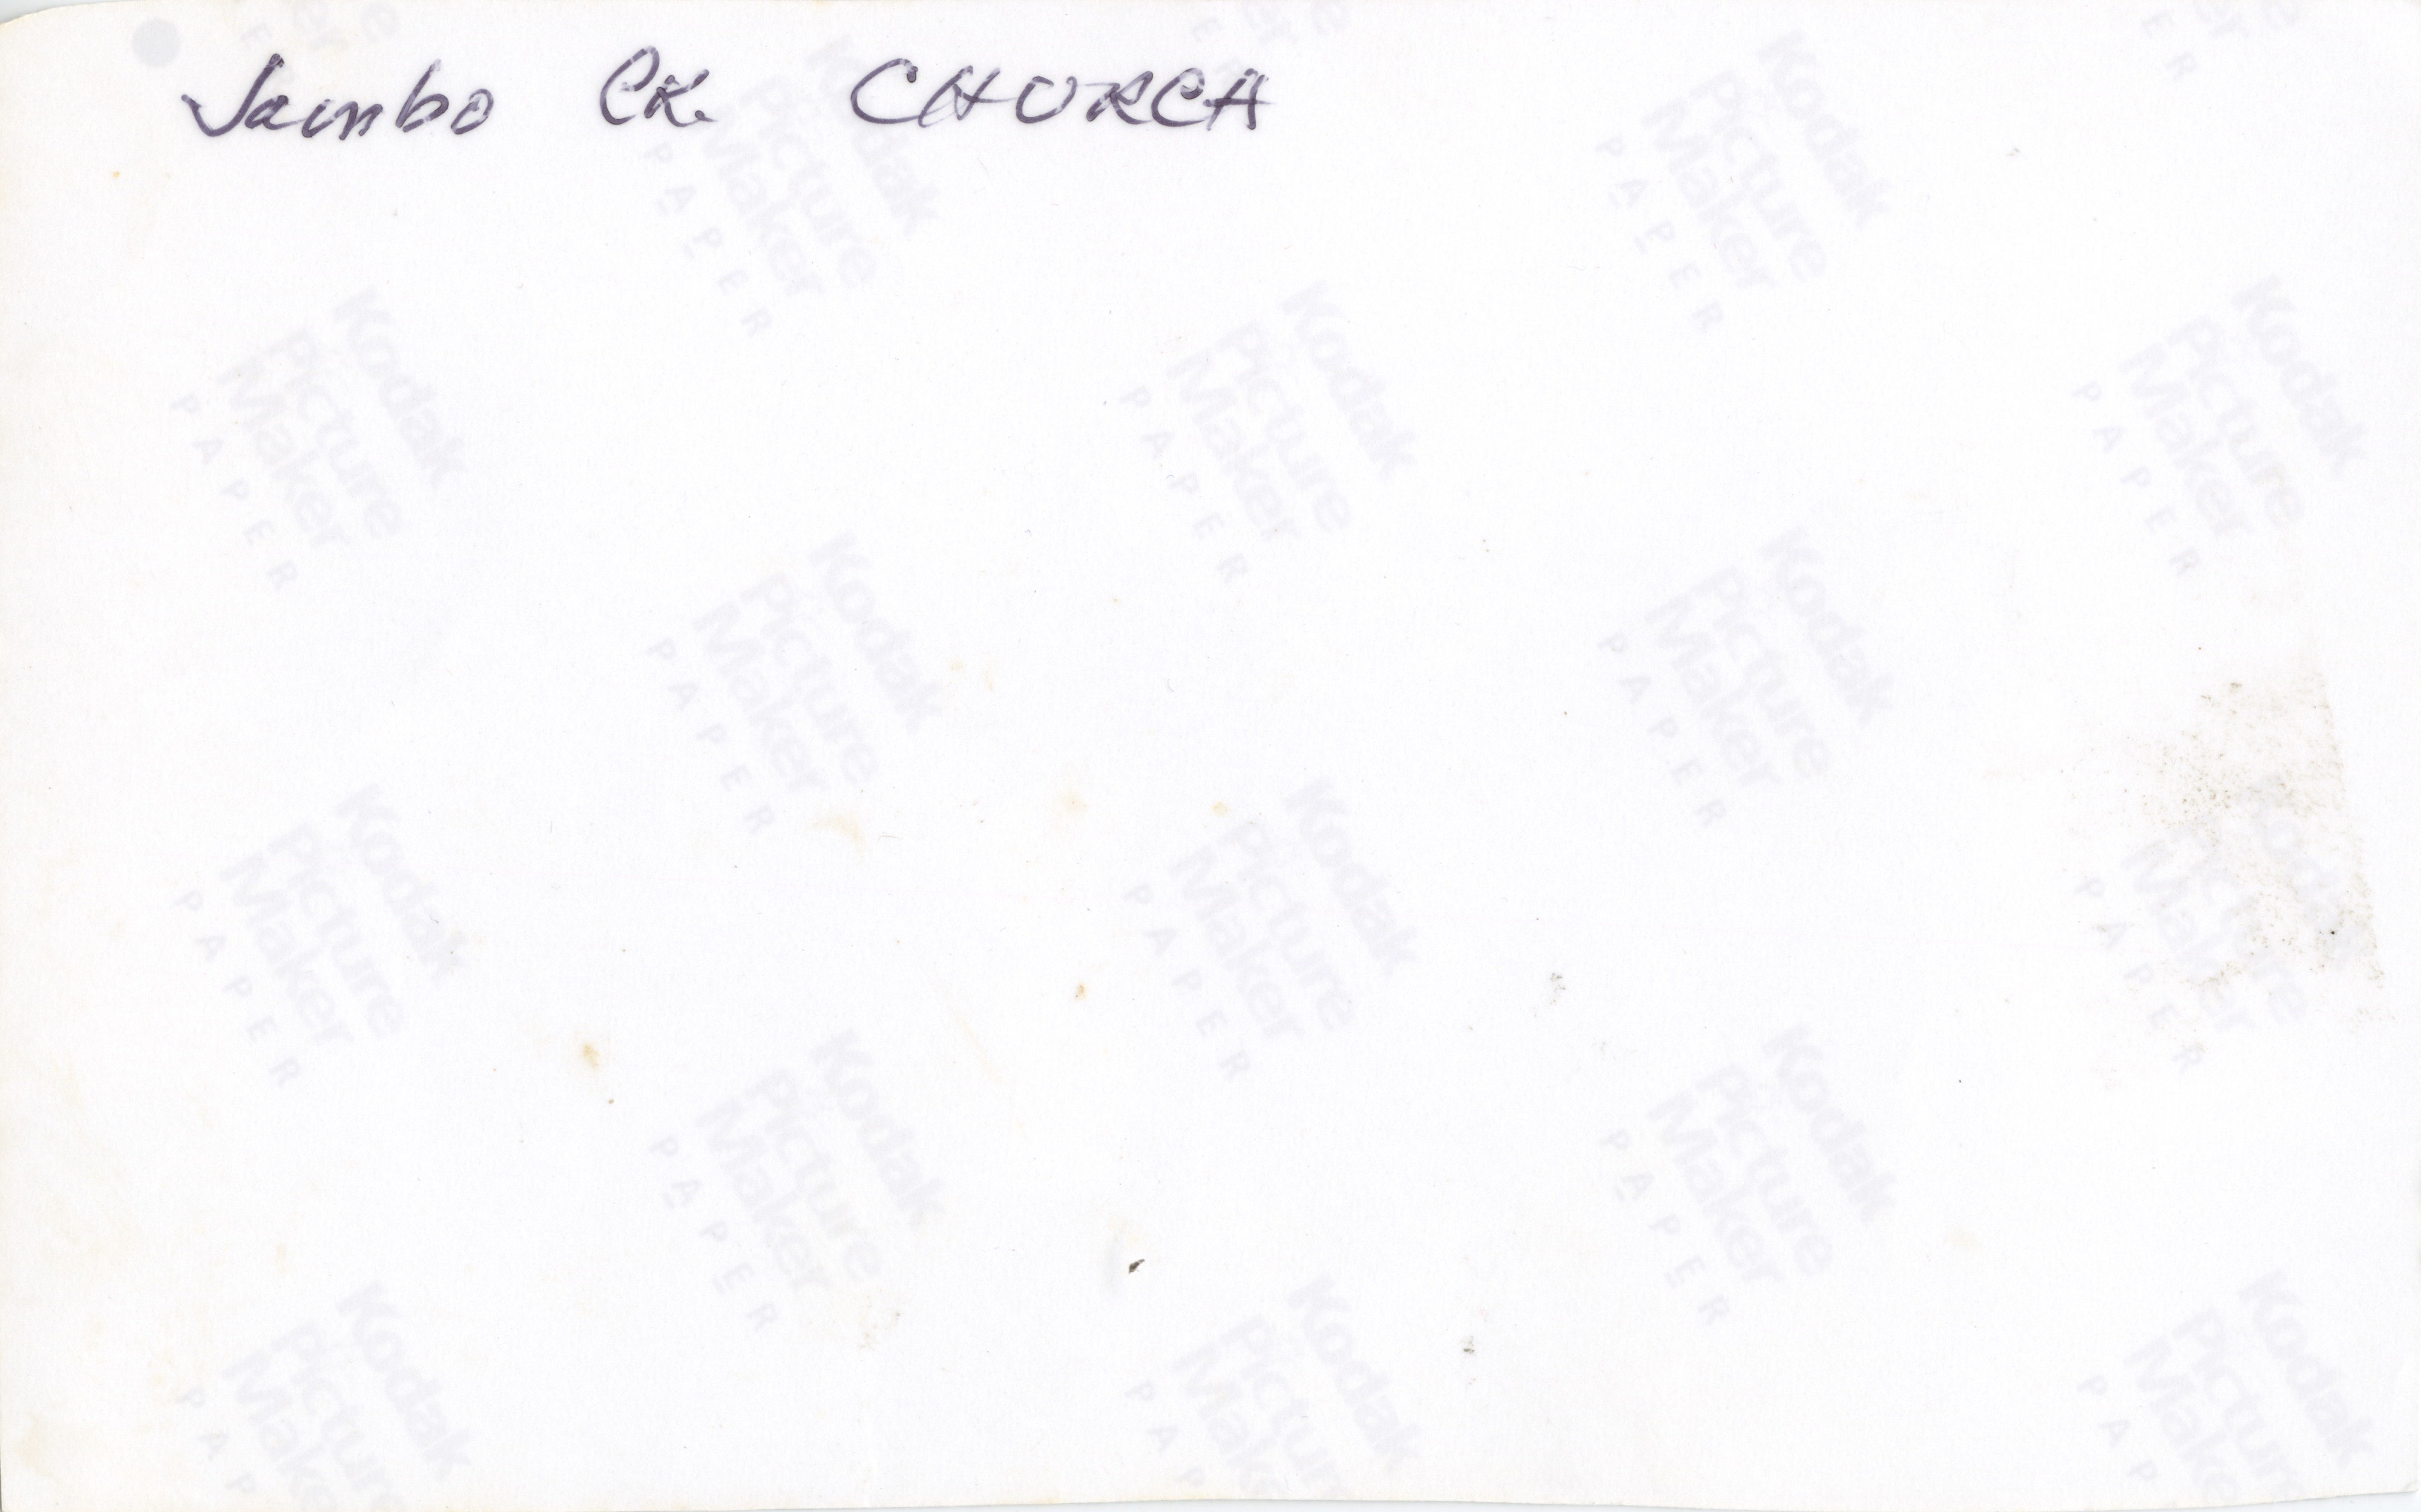 Jambo CK. CHURCH
Kodak
Picture
Maker
PAPER